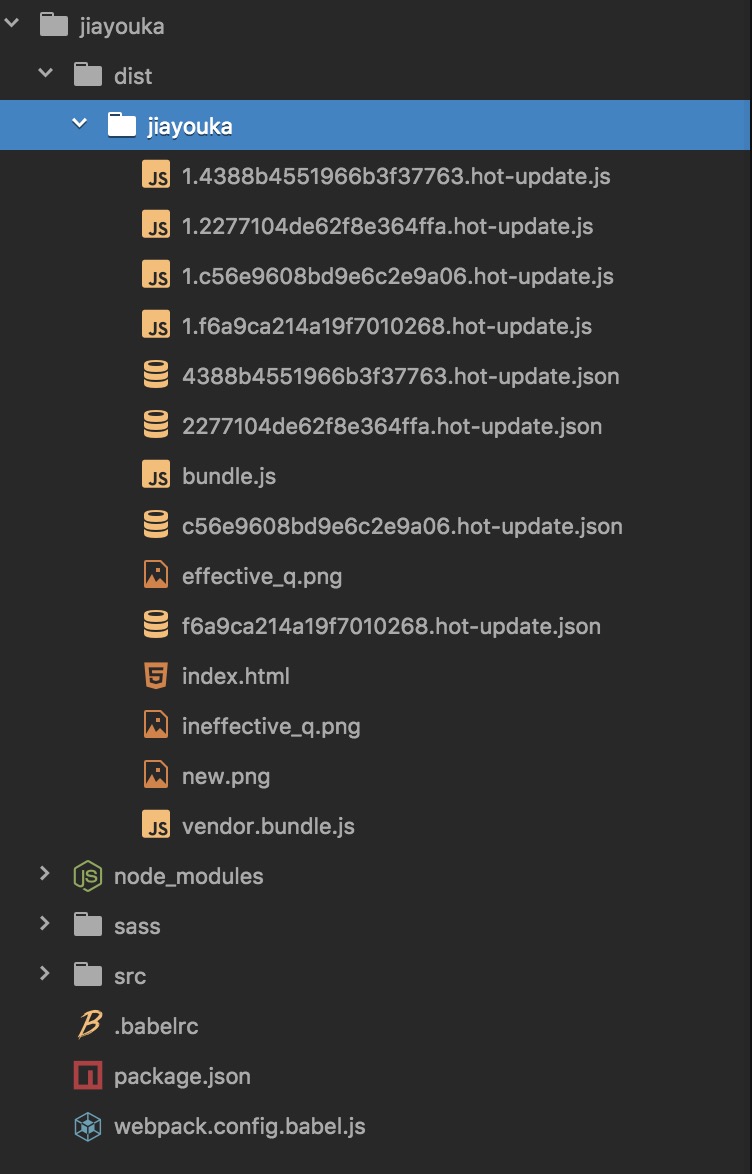 jiayouka
dist
jiayouka
1.4388b4551966b3f37763.hot-update.js
1.2277104de62f8e364ffa.hot-update.js
1.c56e9608bd9e6c2e9a06.hot-update.js
1.f6a9ca214a19f7010268.hot-update.js
4388b4551966b3f37763.hot-update.json
2277104de62f8e364ffa.hot-update.json
bundle.js
c56e9608bd9e6c2e9a06.hot-update.json
effective_q.png
f6a9ca214a19f7010268.hot-update.json
index.html
ineffective_q.png
new.png
vendor.bundle.js
node_modules
sass
src
.babelrc
package.json
webpack.config.babel.js